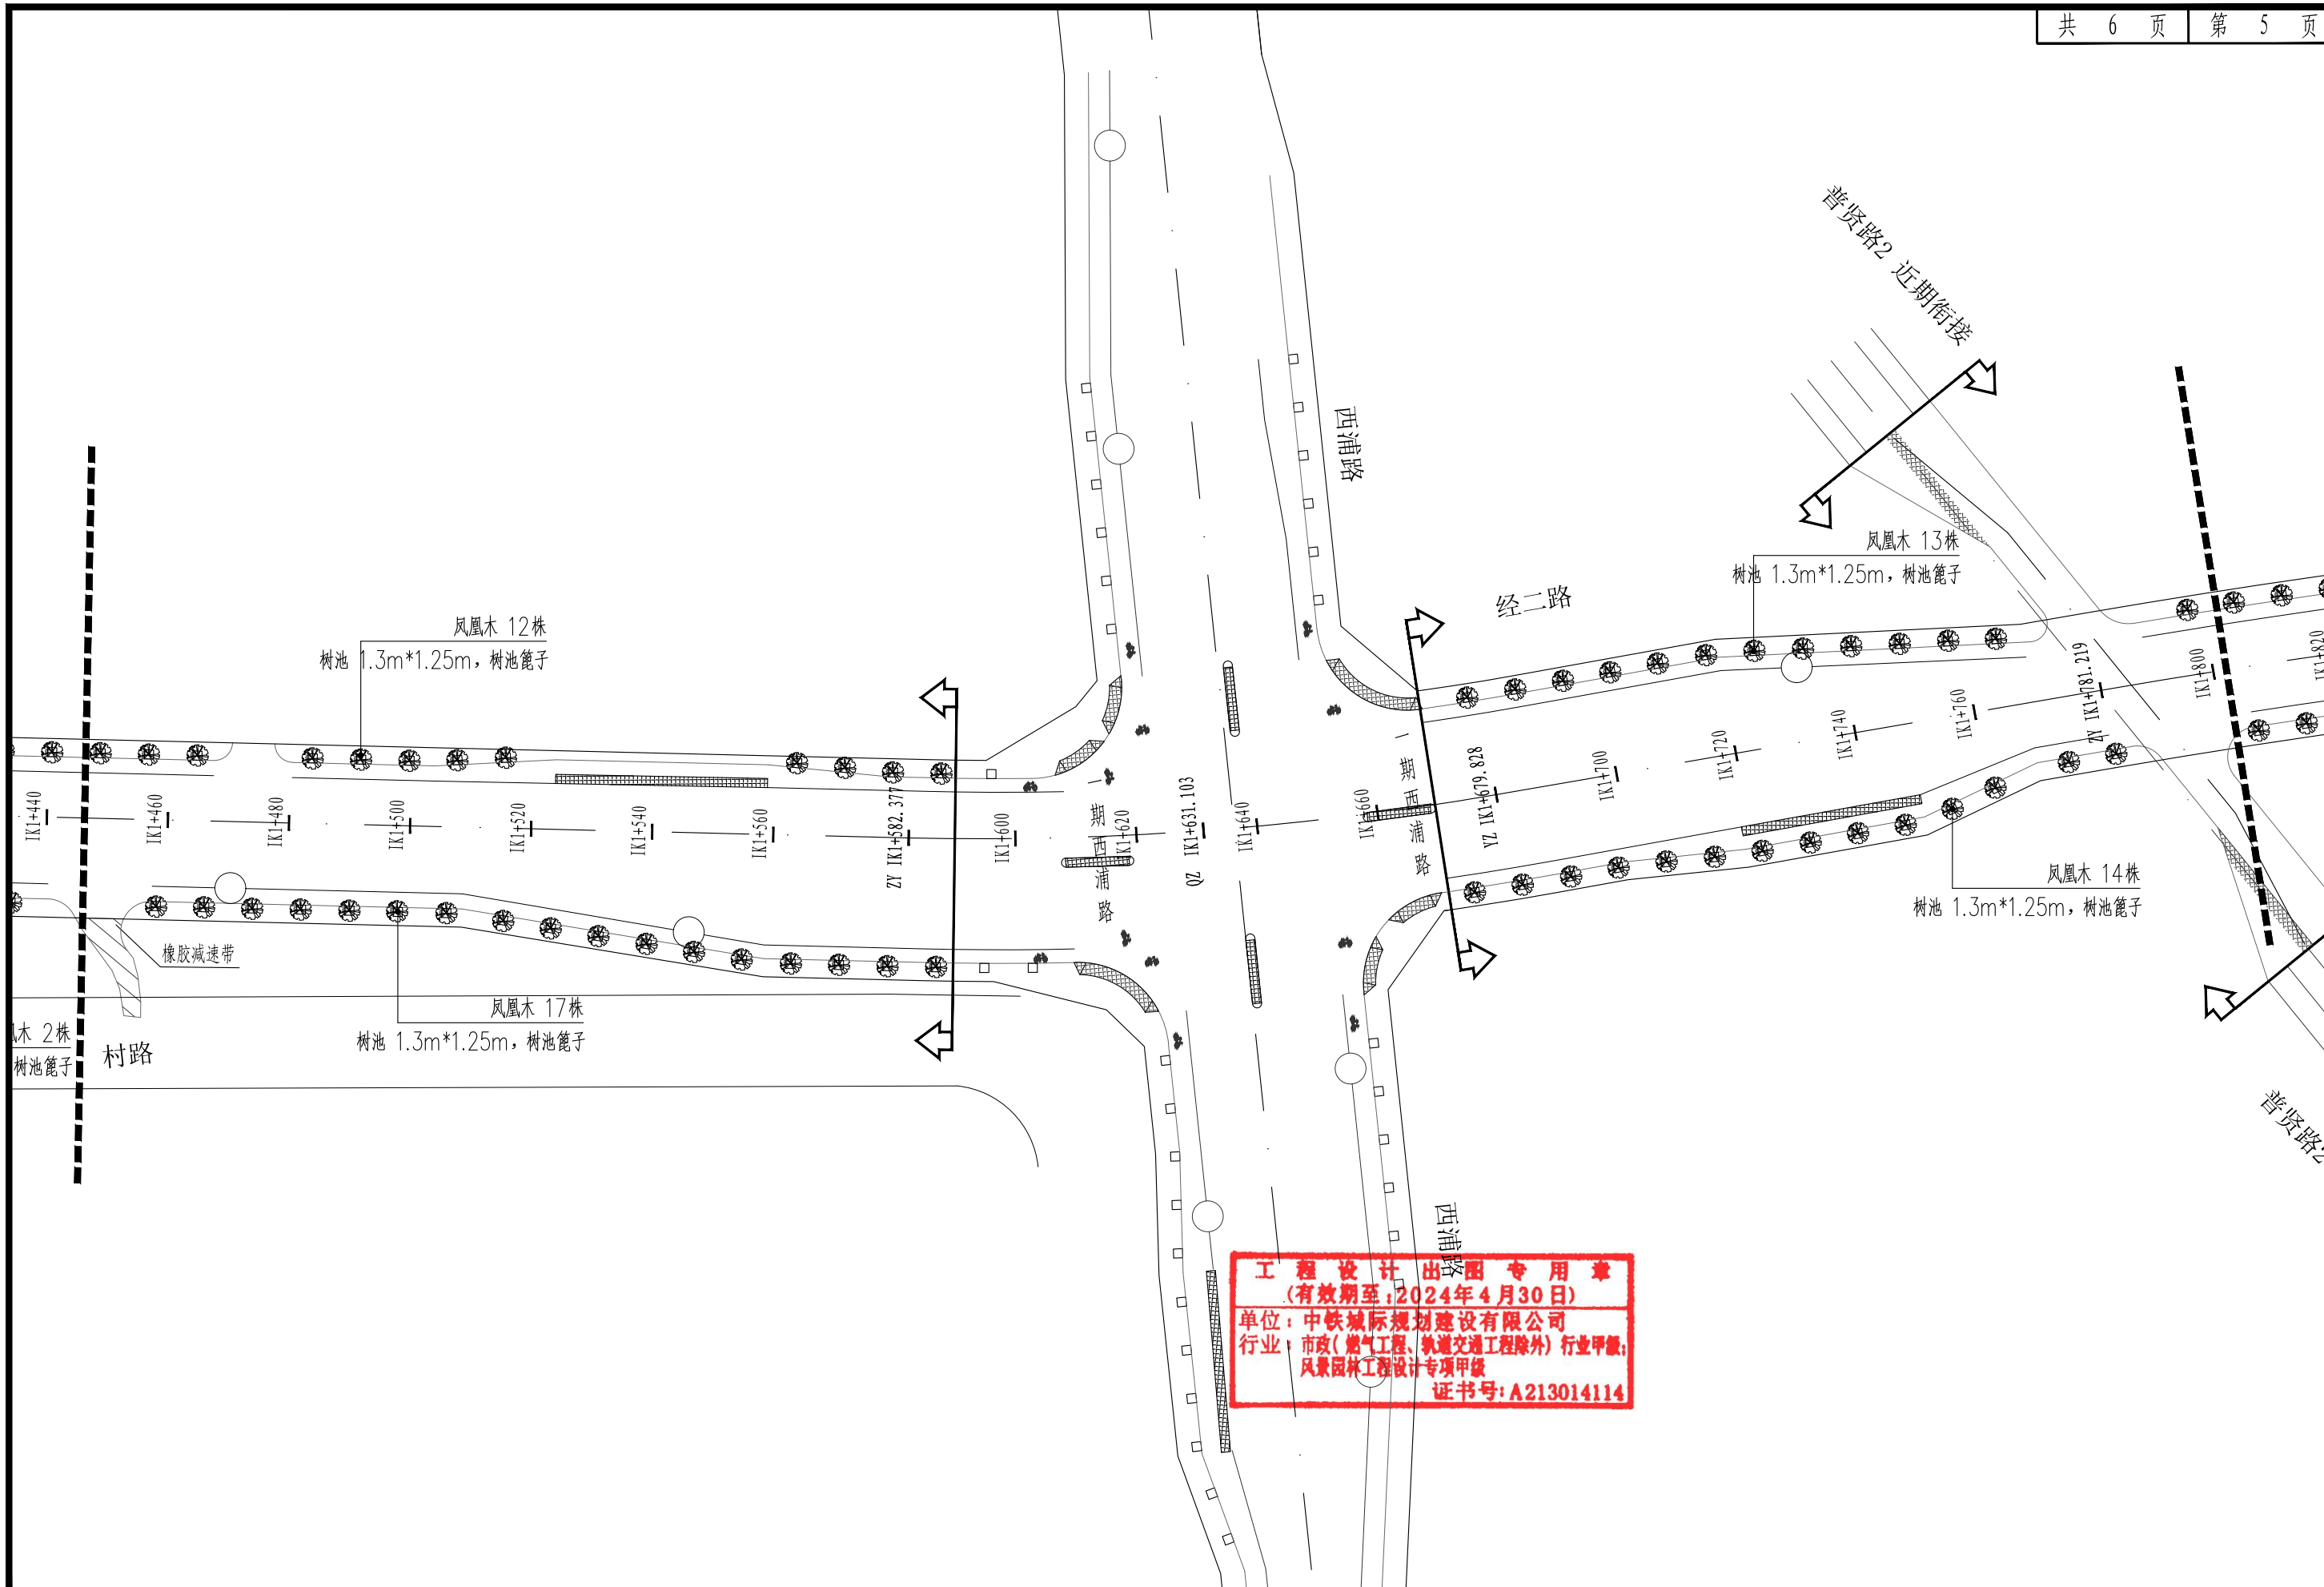 共 6 页 第 5 页
普贤路2 近期衔接
西浦路
凤凰木 13株
树池 1.3m*1.25m，树池篦子
经二路
凤凰木 12株
树池 1.3m*1.25m，树池篦子
IK1+440
IK1+460
IK1+480
IK1+500
IK1+520
IK1+540
IK1+560
ZY IK1+582.377
IK1+600
一期西浦路
IK1+620
QZ IK1+631.103
IK1+640
IK1+660
一期西浦路
YZ IK1+679.828
IK1+700
IK1+720
IK1+740
IK1+760
ZY IK1+781.219
IK1+800
IK1+820
凤凰木 14株
树池 1.3m*1.25m，树池篦子
橡胶减速带
凤凰木 17株
树池 1.3m*1.25m，树池篦子
木 2株
树池篦子
村路
普贤路2
西浦路
工程设计出图专用章
(有效期至:2024年4月30日)
单位：中铁城际规划建设有限公司
行业：市政(燃气工程、轨道交通工程除外)行业甲级;
风景园林工程设计专项甲级
证书号:A213014114